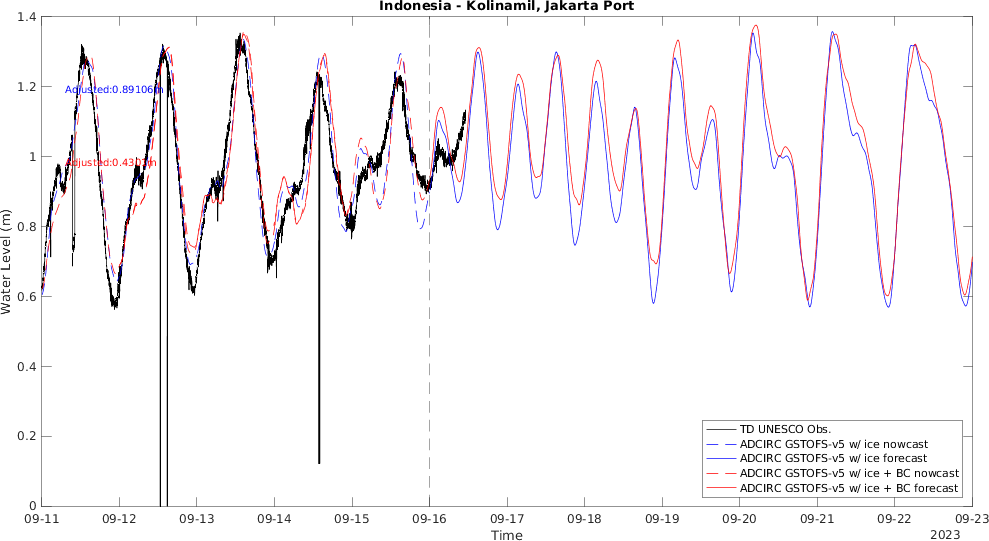 Indonesia - Kolinamil, Jakarta Port
Water Level (m)
1.4
1.2
1
0.8
0.6
0.4
0.2
0
Adjusted:0.89106m
TD UNESCO Obs.
ADCIRC GSTOFS-v5 w/ ice nowcast
ADCIRC GSTOFS-v5 w/ ice forecast
ADCIRC GSTOFS-v5 w/ ice + BC nowcast
ADCIRC GSTOFS-v5 w/ ice + BC forecast
09-11 09-12 09-13 09-14 09-15 09-16 09-17 09-18 09-19 09-20 09-21 09-22 09-23
Time
2023